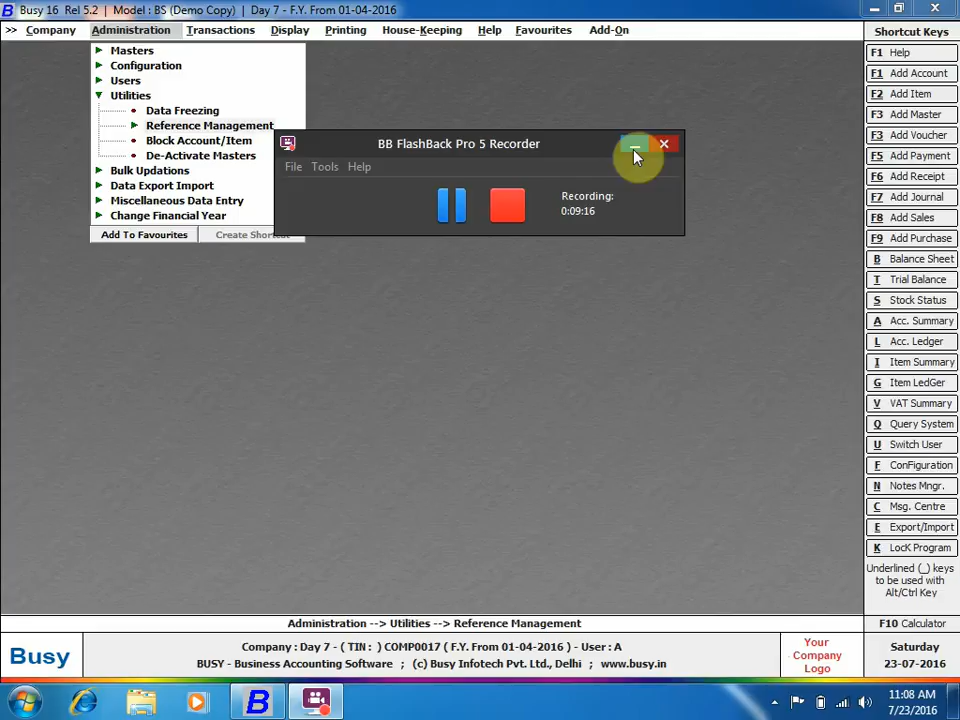 Busy 16 Rel 5.2 | Model : BS (Demo Copy) | Day 7 - F.Y. From 01-04-2016
>> Company Administration Transactions Display Printing House-Keeping Help Favourites Add-On
Masters
Configuration
Users
Utilities
Data Freezing
Reference Management
Block Account/Item
De-Activate Masters
Bulk Updations
Data Export Import
Miscellaneous Data Entry
Change Financial Year
Add To Favourites
BB FlashBack Pro 5 Recorder
File Tools Help
Recording:
0:09:16
Shortcut Keys
F1 Help
F1 Add Account
F2 Add Item
F3 Add Master
F3 Add Voucher
F5 Add Payment
F6 Add Receipt
F7 Add Journal
F8 Add Sales
F9 Add Purchase
B Balance Sheet
T Trial Balance
S Stock Status
A Acc. Summary
L Acc. Ledger
I Item Summary
G Item LedGer
V VAT Summary
Q Query System
U Switch User
F ConFiguration
N Notes Mngr.
C Msg. Centre
E Export/Import
K LocK Program
Underlined (_) keys
to be used with
Alt/Ctrl Key
F10 Calculator
Administration --> Utilities --> Reference Management
Busy
Company : Day 7 - ( TIN : ) COMP0017 ( F.Y. From 01-04-2016 ) - User : A
BUSY - Business Accounting Software ; (c) Busy Infotech Pvt. Ltd., Delhi ; www.busy.in
Your
Company
Logo
Saturday
23-07-2016
11:08 AM
7/23/2016